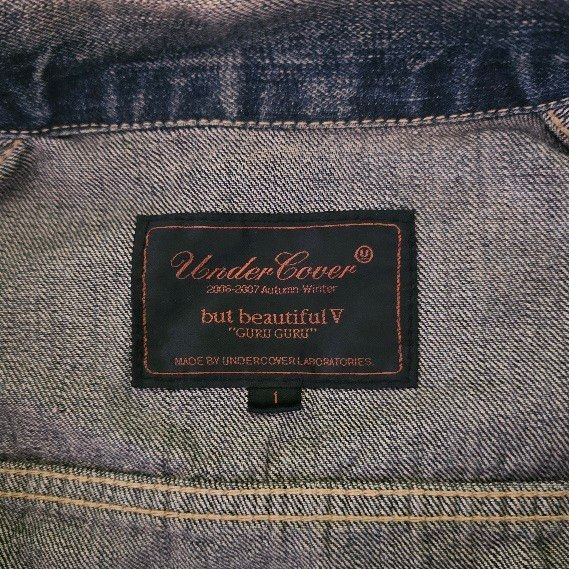 UnderCover Ⓤ
2006-2007 Autumn-Winter
but beautiful V
"GURU GURU"
MADE BY UNDERCOVER LABORATORIES.
1